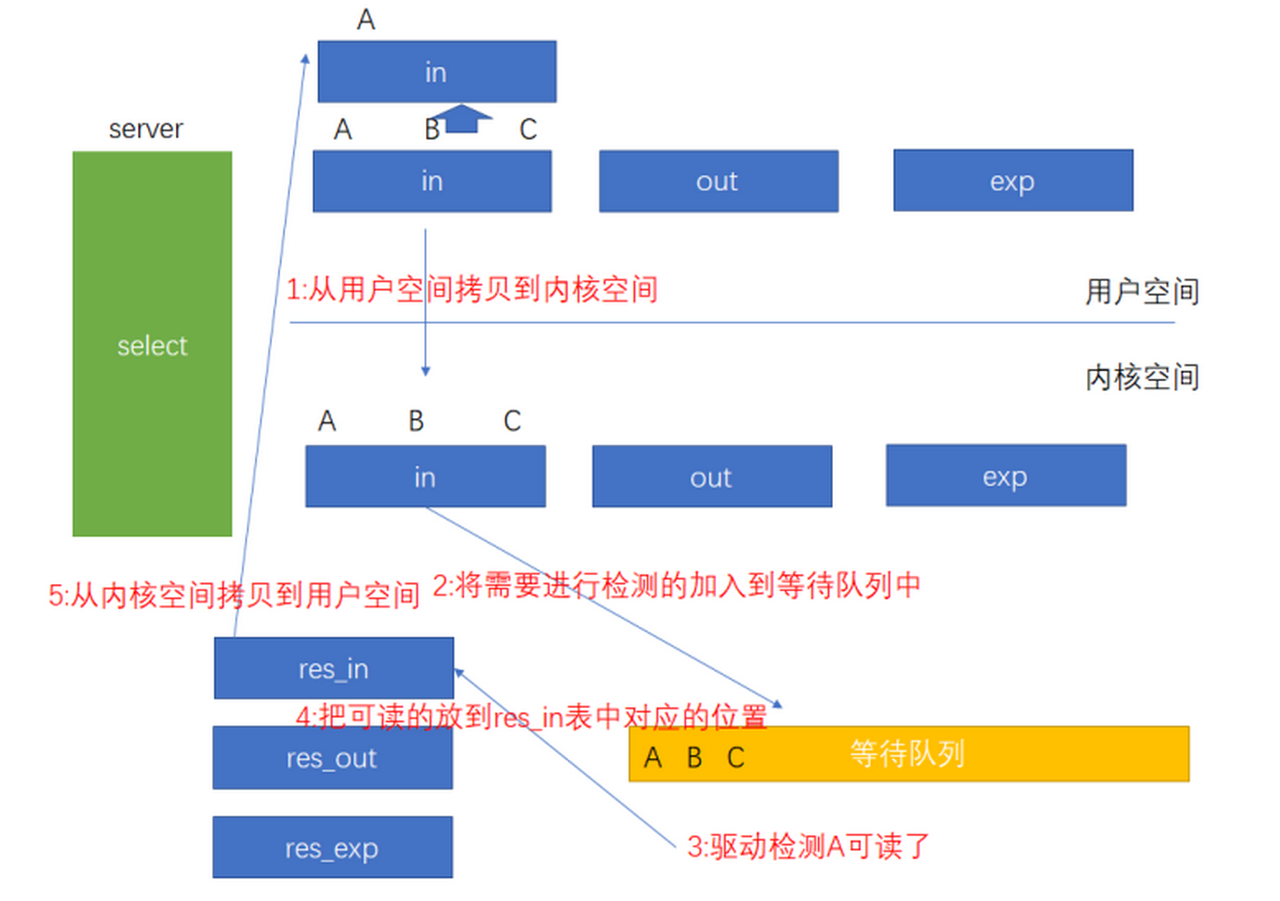 A
in
server
A B C
in out exp
1:从用户空间拷贝到内核空间
用户空间
select
内核空间
A B C
in out exp
5:从内核空间拷贝到用户空间
2:将需要进行检测的加入到等待队列中
res_in
4:把可读的放到res_in表中对应的位置
res_out
A B C 等待队列
3:驱动检测A可读了
res_exp